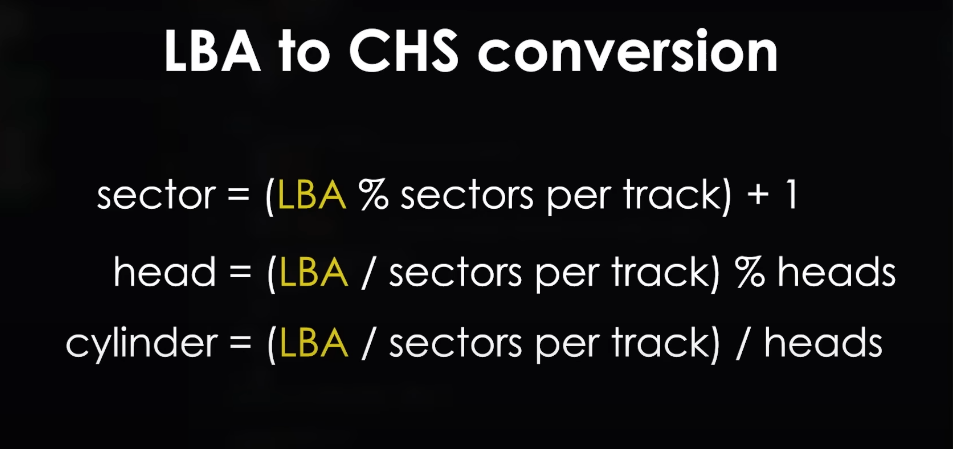 LBA to CHS conversion
sector = (LBA % sectors per track) + 1
head = (LBA / sectors per track) % heads
cylinder = (LBA / sectors per track) / heads